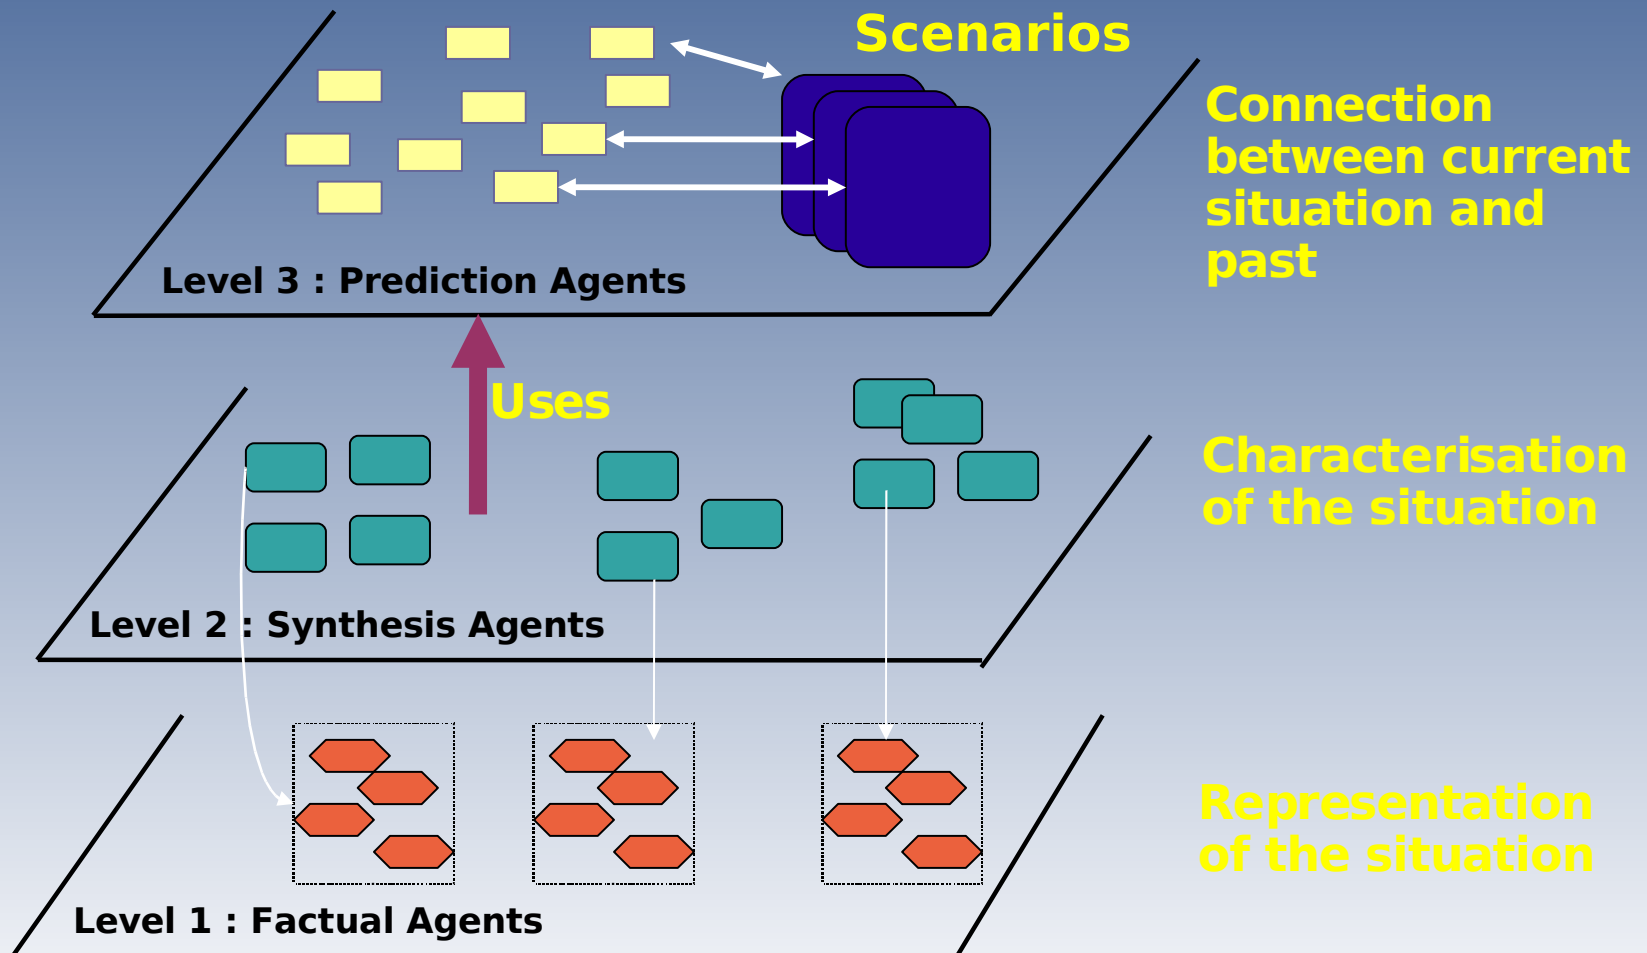 Scenarios
Connection
between current
situation and
past
Level 3 : Prediction Agents
Uses
Characterisation
of the situation
Level 2 : Synthesis Agents
Representation
of the situation
Level 1 : Factual Agents